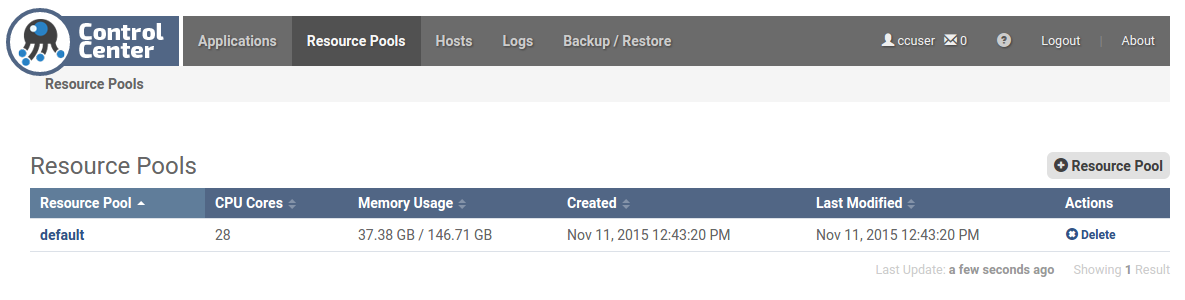 Control
Center
Applications Resource Pools Hosts Logs Backup / Restore ccuser 0 ? Logout | About
Resource Pools
Resource Pools
Resource Pool
Resource Pool CPU Cores Memory Usage Created Last Modified Actions
default 28 37.38 GB / 146.71 GB Nov 11, 2015 12:43:20 PM Nov 11, 2015 12:43:20 PM Delete
Last Update: a few seconds ago Showing 1 Result